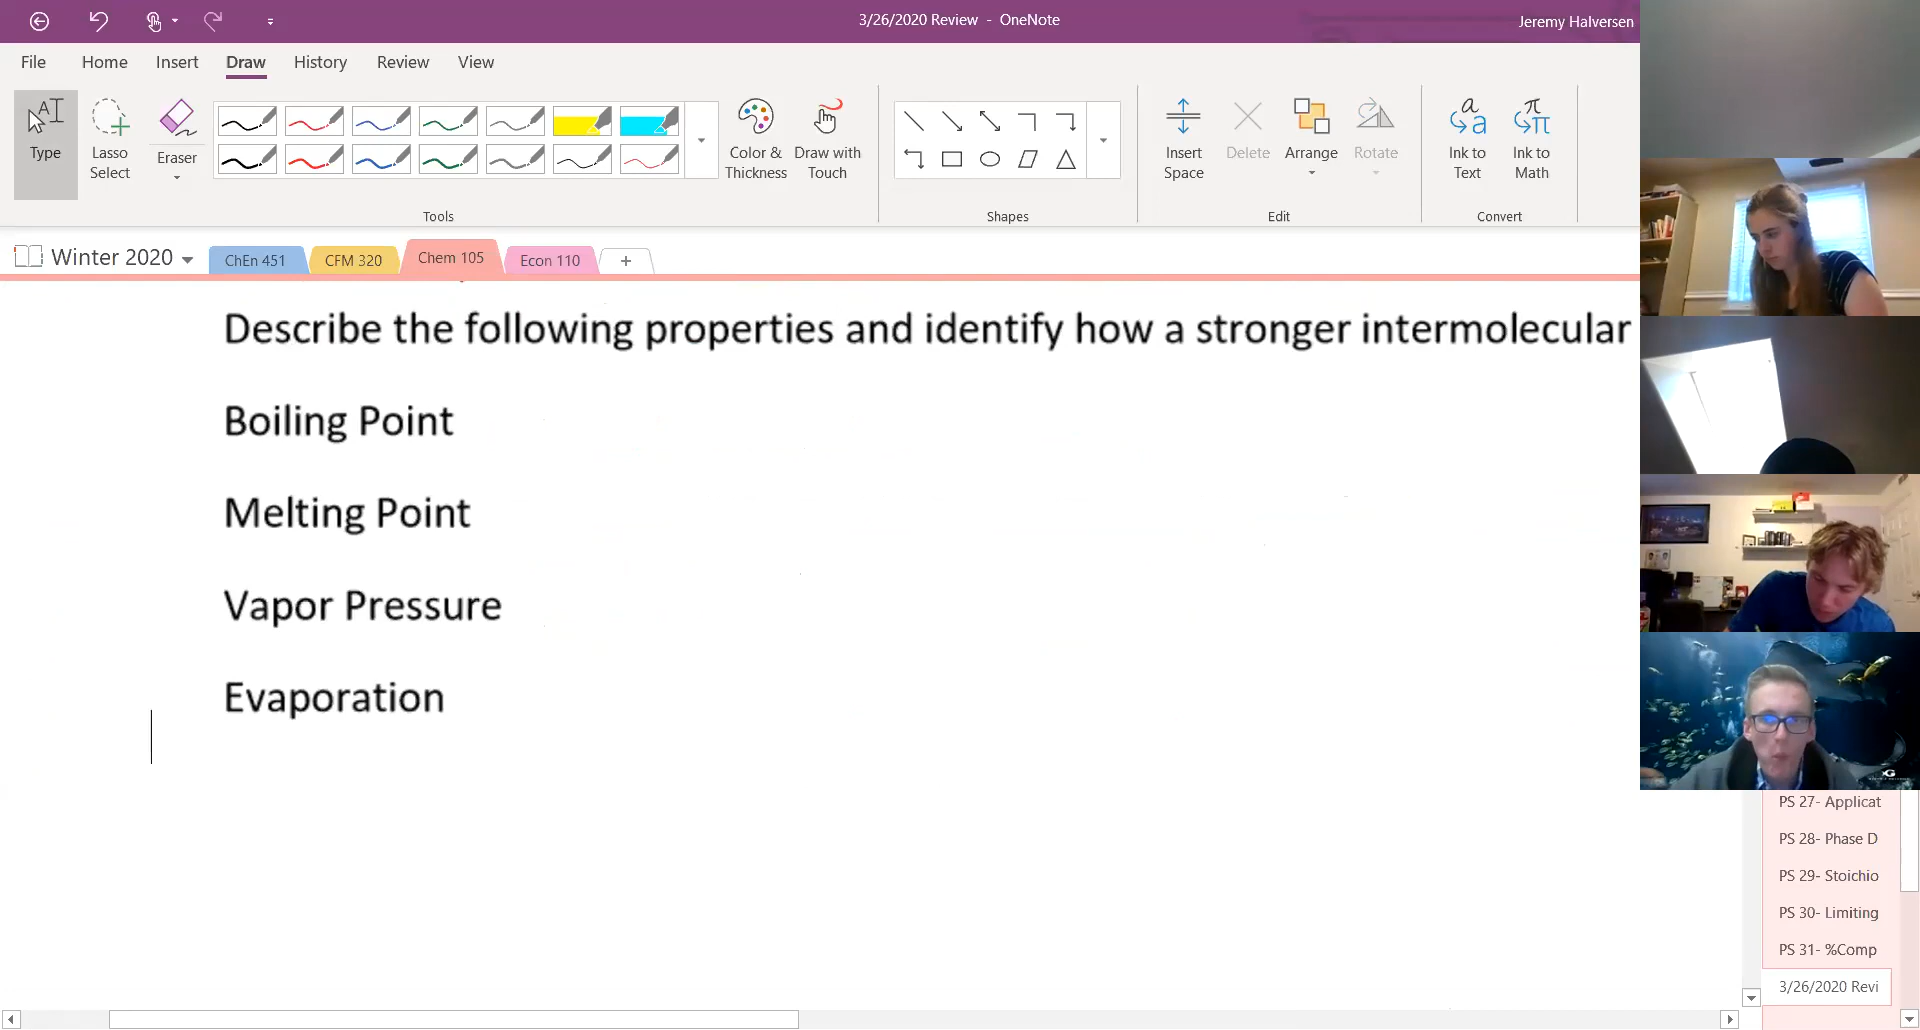 3/26/2020 Review - OneNote
Jeremy Halversen
File Home Insert Draw History Review View
Type
Lasso Select
Eraser
Color & Thickness
Draw with Touch
Insert Space
Delete
Arrange
Rotate
Ink to Text
Ink to Math
Tools
Shapes
Edit
Convert
Winter 2020
ChEn 451
CFM 320
Chem 105
Econ 110
Describe the following properties and identify how a stronger intermolecular
Boiling Point
Melting Point
Vapor Pressure
Evaporation
PS 27- Applicat
PS 28- Phase D
PS 29- Stoichio
PS 30- Limiting
PS 31- %Comp
3/26/2020 Revi